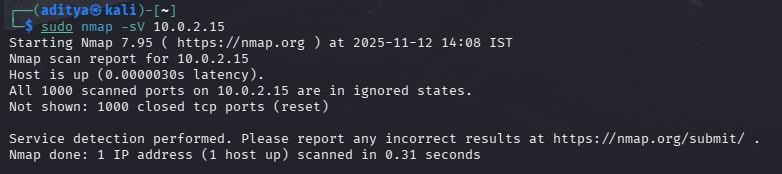 ┌──(aditya㉿kali)-[~]
└─$ sudo nmap -sV 10.0.2.15
Starting Nmap 7.95 ( https://nmap.org ) at 2025-11-12 14:08 IST
Nmap scan report for 10.0.2.15
Host is up (0.0000030s latency).
All 1000 scanned ports on 10.0.2.15 are in ignored states.
Not shown: 1000 closed tcp ports (reset)

Service detection performed. Please report any incorrect results at https://nmap.org/submit/ .
Nmap done: 1 IP address (1 host up) scanned in 0.31 seconds